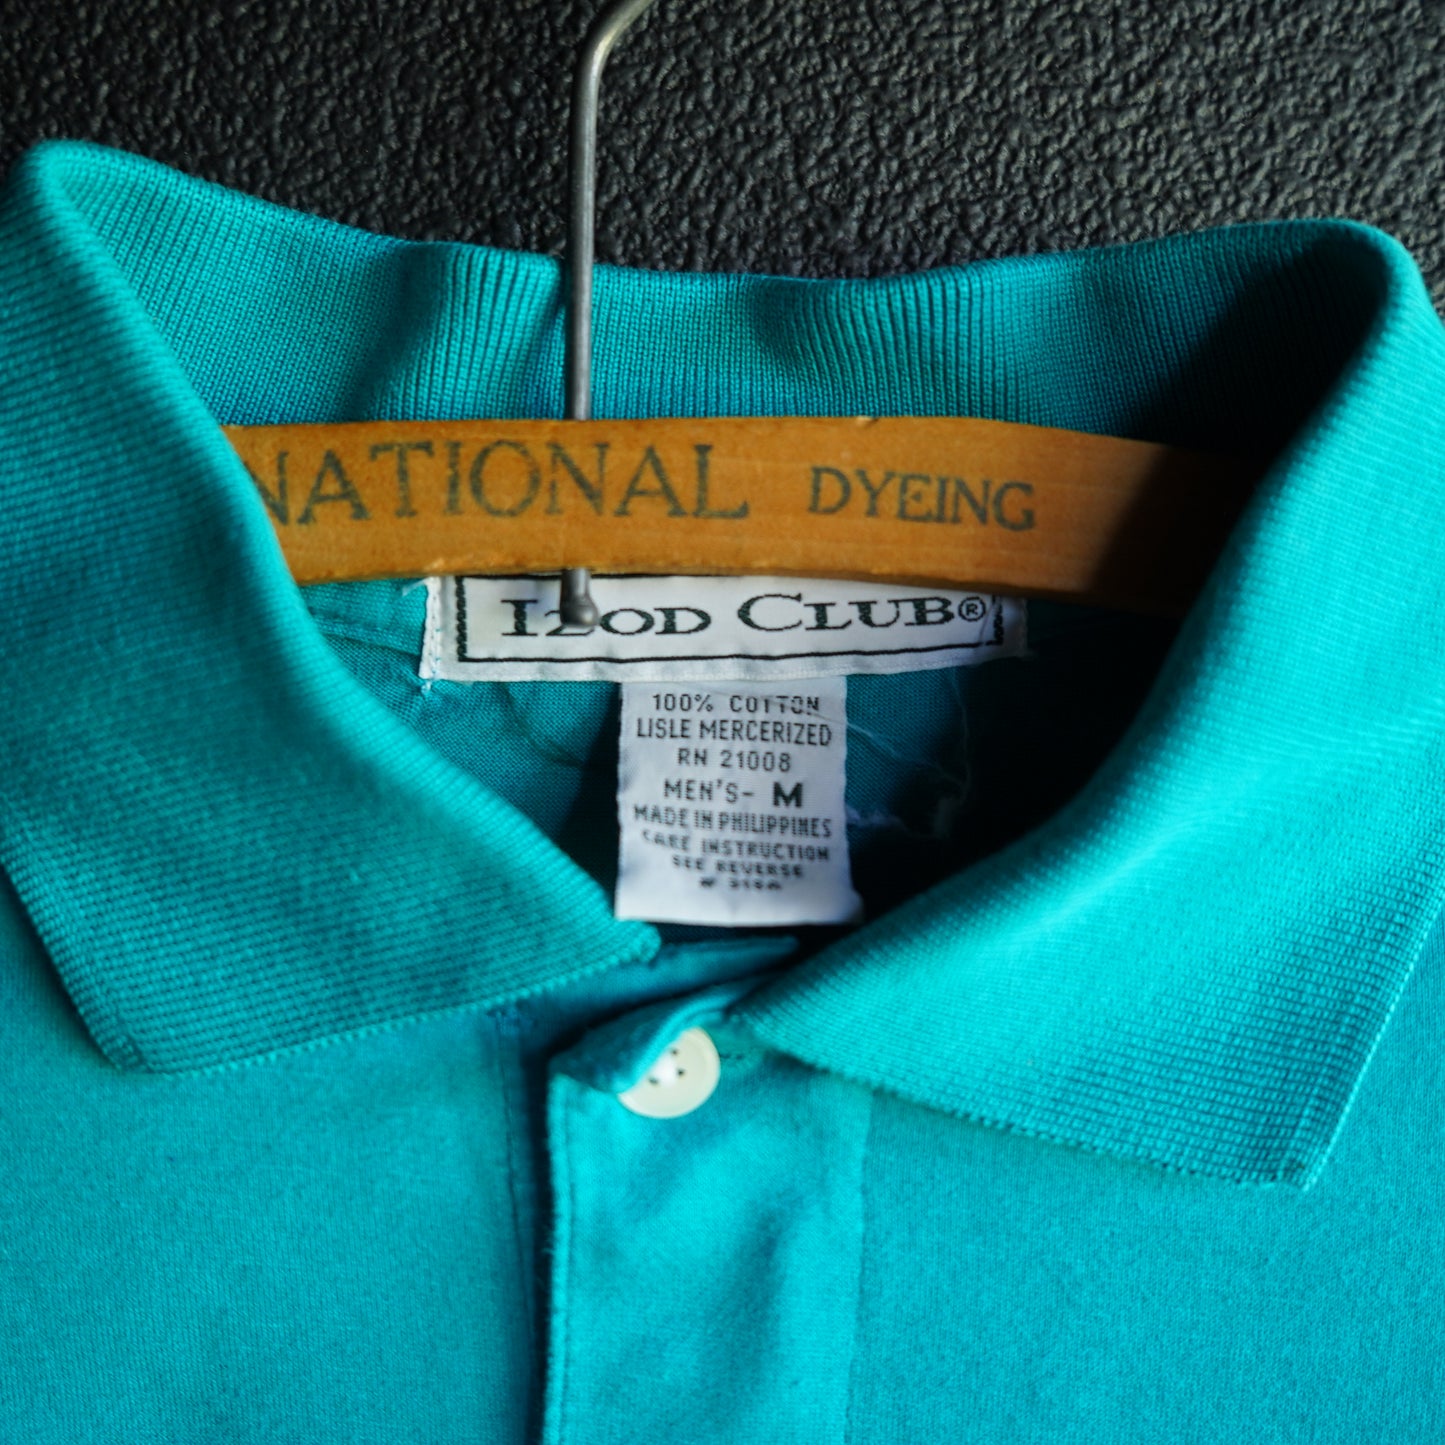 NATIONAL DYEING
IZOD CLUB®
100% COTTON
LISLE MERCERIZED
RN 21008
MEN'S- M
MADE IN PHILIPPINES
CARE INSTRUCTION
SEE REVERSE